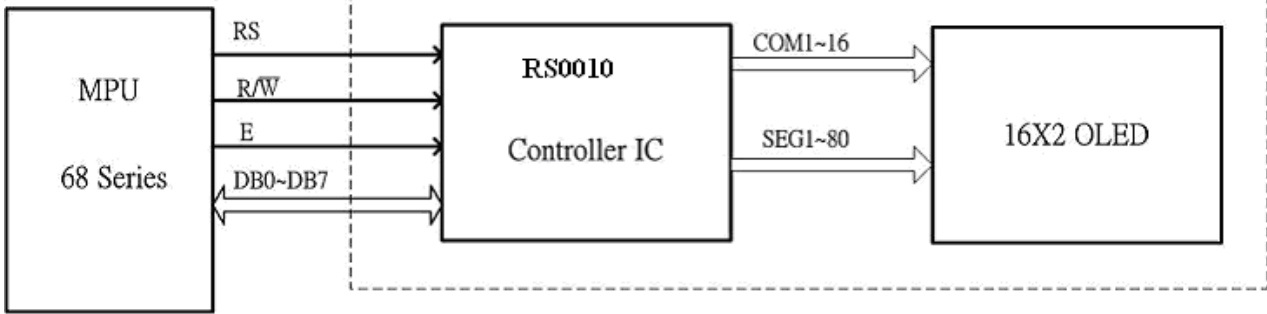 MPU
68 Series
RS
R/W̅
E
DB0~DB7
RS0010
Controller IC
COM1~16
SEG1~80
16X2 OLED